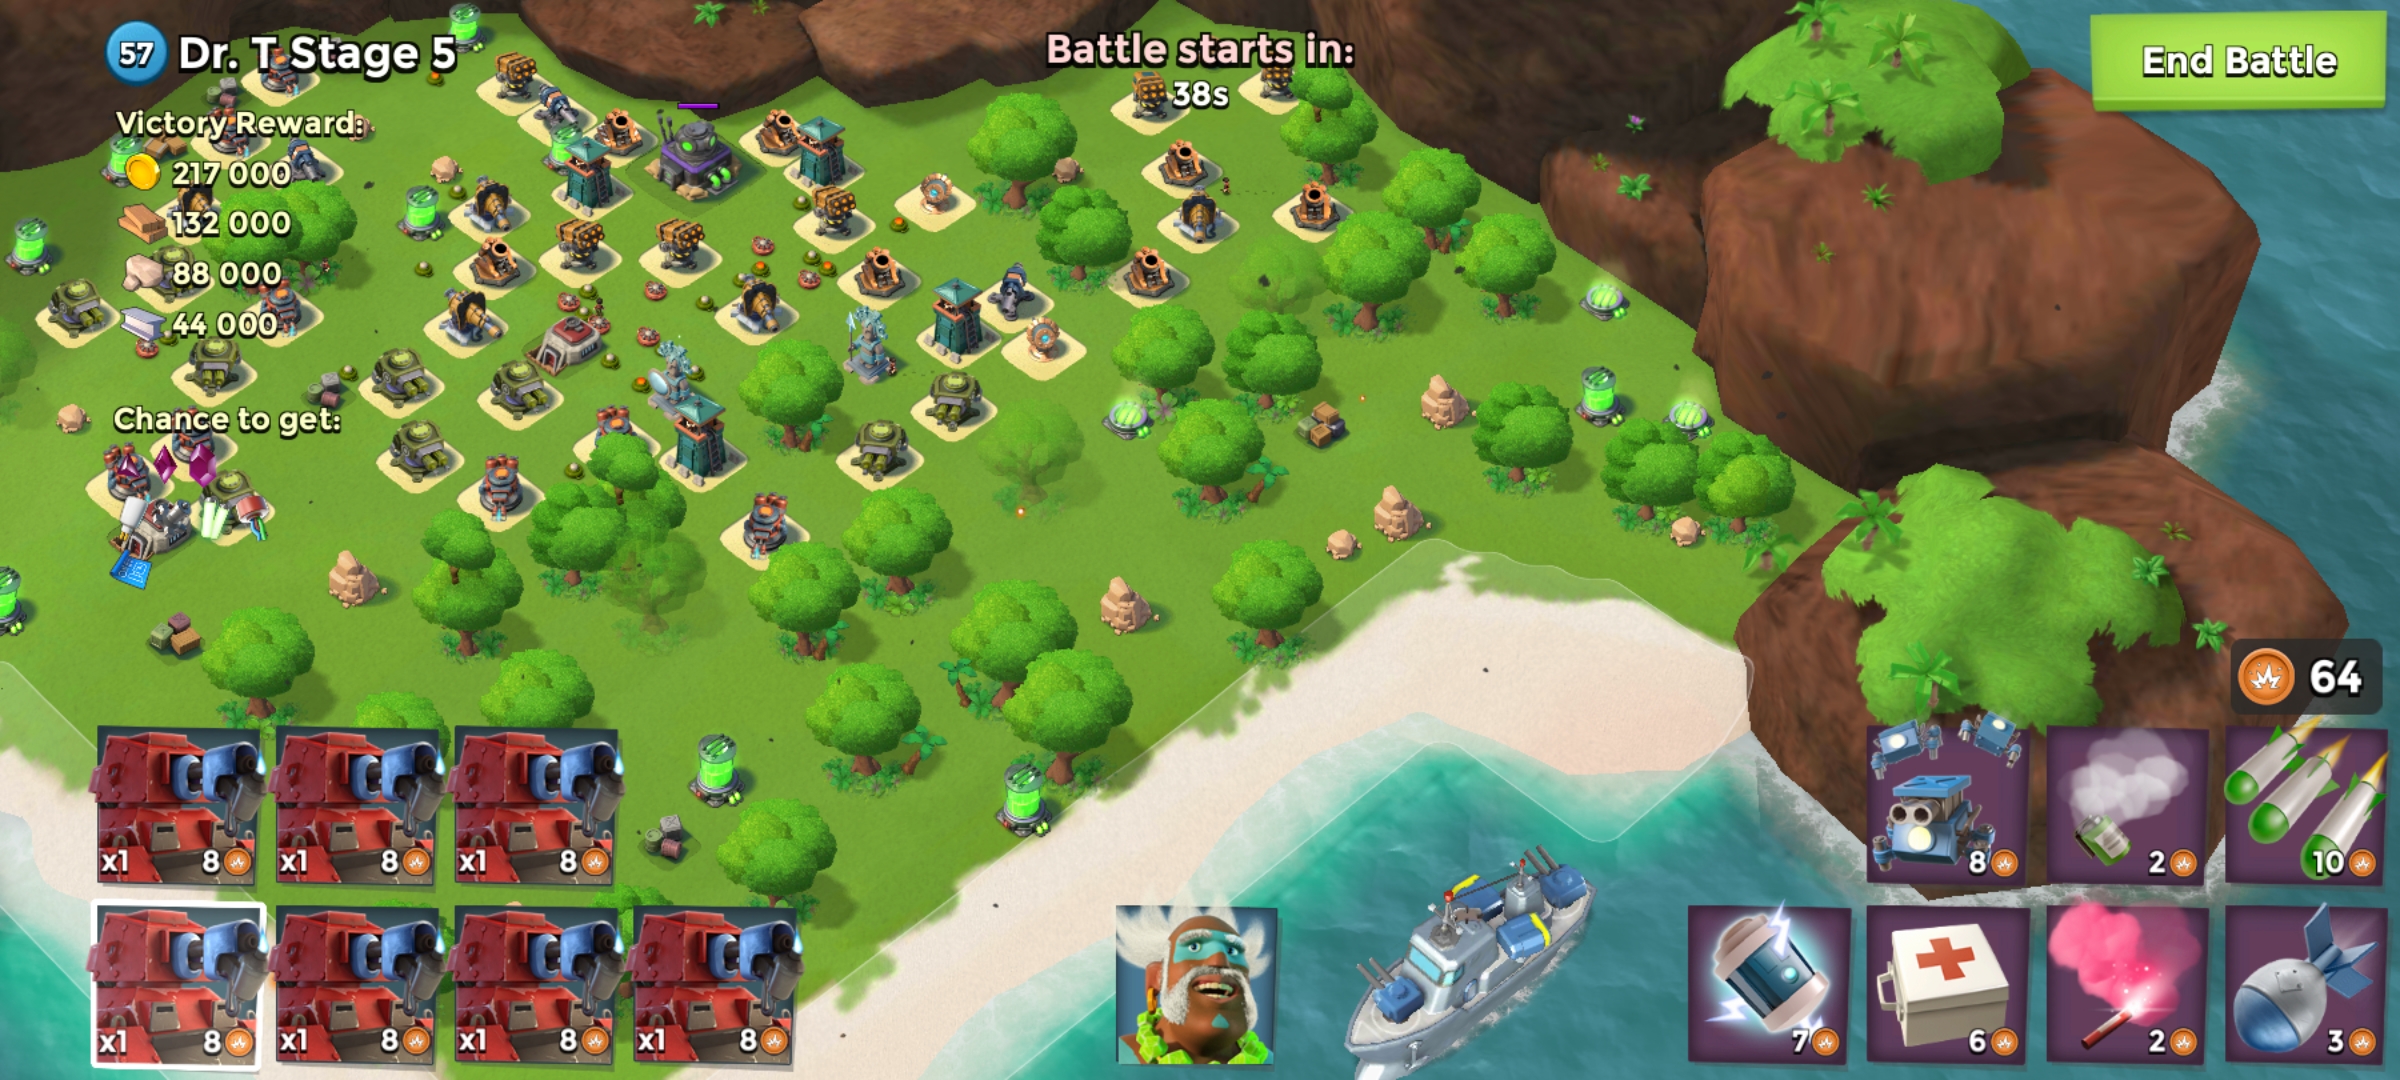 57 Dr. T Stage 5
Battle starts in:
38s
End Battle
Victory Reward:
217 000
132 000
88 000
44 000
Chance to get:
64
x1 8
x1 8
x1 8
8
2
10
x1 8
x1 8
x1 8
x1 8
7
6
2
3